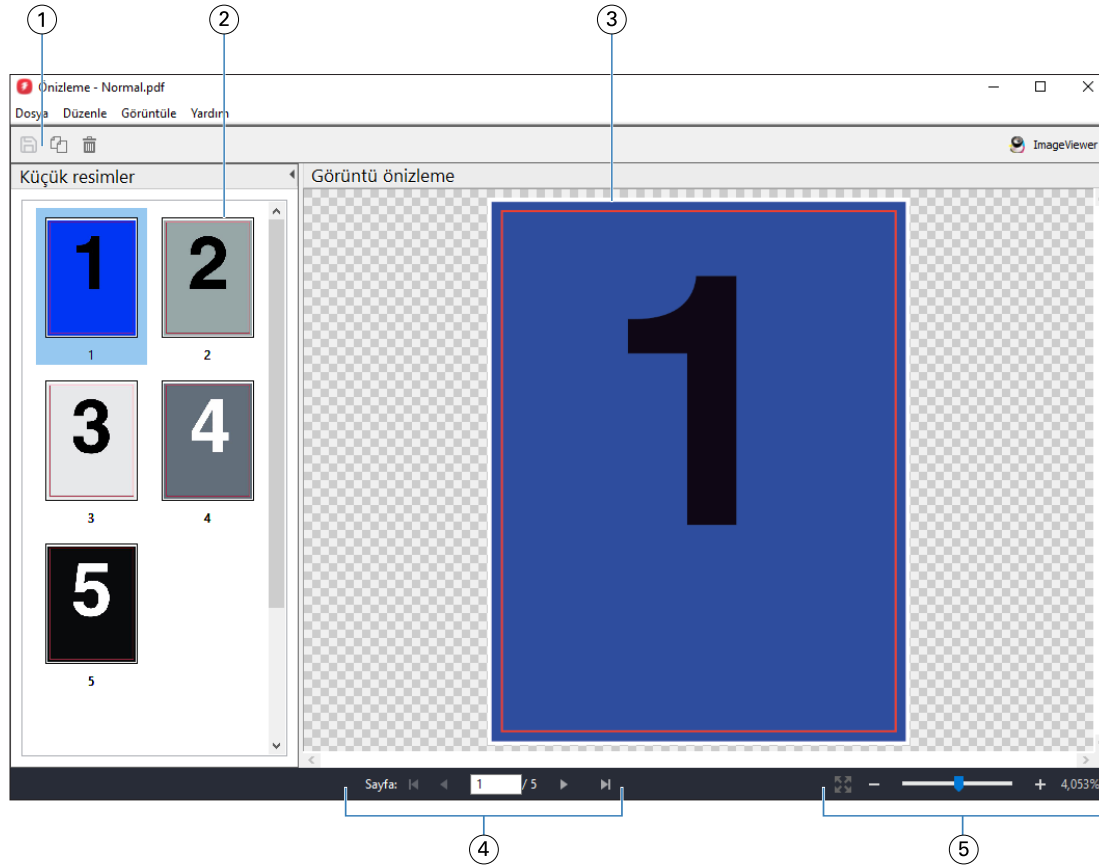 1 2 3
Önizleme - Normal.pdf
Dosya Düzenle Görüntüle Yardım
ImageViewer
Küçük resimler
Görüntü önizleme
1 2
1 2
3 4
3 4
5
5
1
Sayfa: 1 / 5
4,053%
4 5